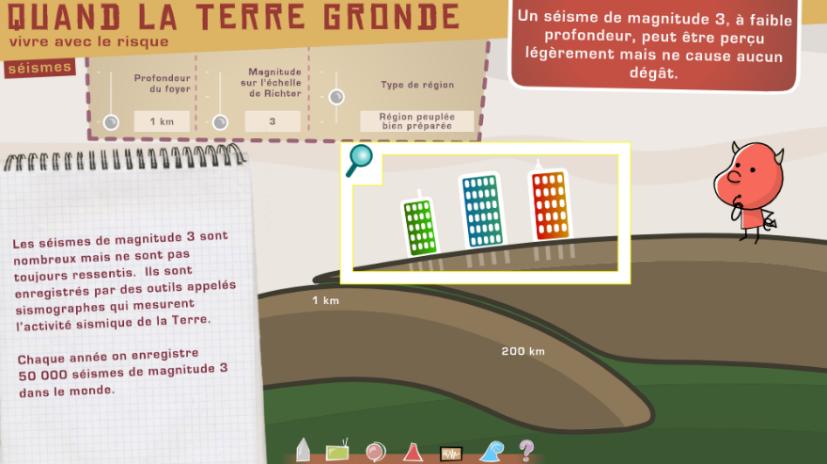 QUAND LA TERRE GRONDE
vivre avec le risque
séismes
Profondeur
du foyer
1 km
Magnitude
sur l'échelle
de Richter
3
Type de région
Région peuplée
bien préparée
Un séisme de magnitude 3, à faible
profondeur, peut être perçu
légèrement mais ne cause aucun
dégât.
Les séismes de magnitude 3 sont
nombreux mais ne sont pas
toujours ressentis. Ils sont
enregistrés par des outils appelés
sismographes qui mesurent
l'activité sismique de la Terre.
Chaque année on enregistre
50 000 séismes de magnitude 3
dans le monde.
1 km
200 km
?